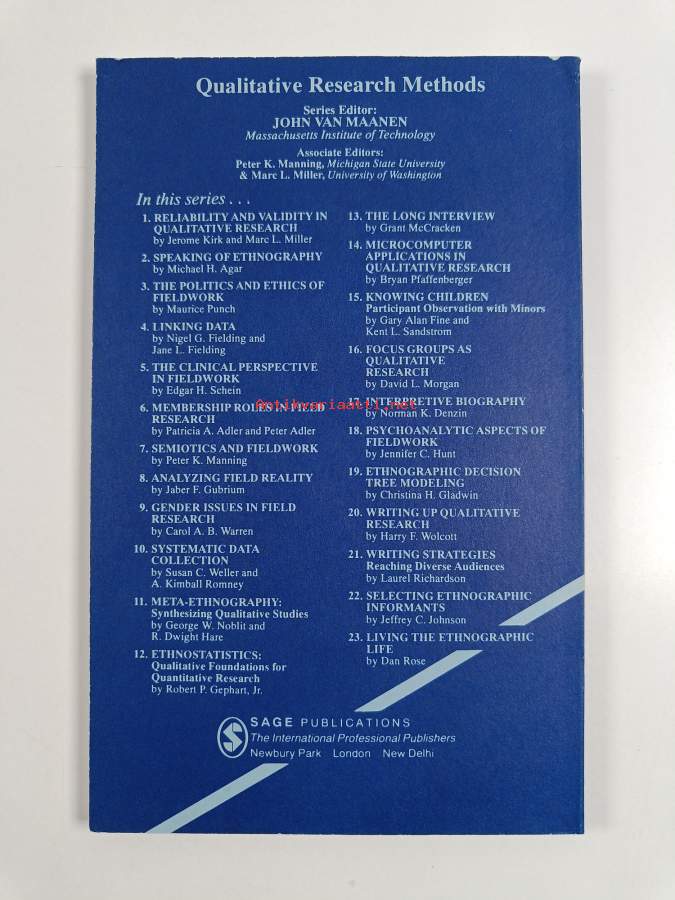 Qualitative Research Methods
Series Editor:
JOHN VAN MAANEN
Massachusetts Institute of Technology
Associate Editors:
Peter K. Manning, Michigan State University
& Marc L. Miller, University of Washington
In this series . . .
1. RELIABILITY AND VALIDITY IN
QUALITATIVE RESEARCH
by Jerome Kirk and Marc L. Miller
2. SPEAKING OF ETHNOGRAPHY
by Michael H. Agar
3. THE POLITICS AND ETHICS OF
FIELDWORK
by Maurice Punch
4. LINKING DATA
by Nigel G. Fielding and
Jane L. Fielding
5. THE CLINICAL PERSPECTIVE
IN FIELDWORK
by Edgar H. Schein
6. MEMBERSHIP ROLES IN FIELD
RESEARCH
by Patricia A. Adler and Peter Adler
7. SEMIOTICS AND FIELDWORK
by Peter K. Manning
8. ANALYZING FIELD REALITY
by Jaber F. Gubrium
9. GENDER ISSUES IN FIELD
RESEARCH
by Carol A. B. Warren
10. SYSTEMATIC DATA
COLLECTION
by Susan C. Weller and
A. Kimball Romney
11. META-ETHNOGRAPHY:
Synthesizing Qualitative Studies
by George W. Noblit and
R. Dwight Hare
12. ETHNOSTATISTICS:
Qualitative Foundations for
Quantitative Research
by Robert P. Gephart, Jr.
13. THE LONG INTERVIEW
by Grant McCracken
14. MICROCOMPUTER
APPLICATIONS IN
QUALITATIVE RESEARCH
by Bryan Pfaffenberger
15. KNOWING CHILDREN
Participant Observation with Minors
by Gary Alan Fine and
Kent L. Sandstrom
16. FOCUS GROUPS AS
QUALITATIVE
RESEARCH
by David L. Morgan
17. INTERPRETIVE BIOGRAPHY
by Norman K. Denzin
18. PSYCHOANALYTIC ASPECTS OF
FIELDWORK
by Jennifer C. Hunt
19. ETHNOGRAPHIC DECISION
TREE MODELING
by Christina H. Gladwin
20. WRITING UP QUALITATIVE
RESEARCH
by Harry F. Wolcott
21. WRITING STRATEGIES
Reaching Diverse Audiences
by Laurel Richardson
22. SELECTING ETHNOGRAPHIC
INFORMANTS
by Jeffrey C. Johnson
23. LIVING THE ETHNOGRAPHIC
LIFE
by Dan Rose
Antikvariaatti.net
S
SAGE PUBLICATIONS
The International Professional Publishers
Newbury Park London New Delhi